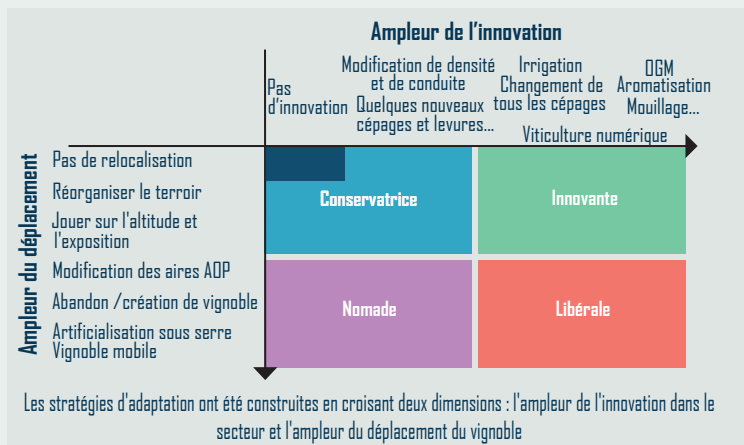 Ampleur de l'innovation
Pas
d'innovation
Modification de densité
et de conduite
Quelques nouveaux
cépages et levures...
Irrigation
Changement de
tous les cépages
OGM
Aromatisation
Mouillage...
Viticulture numérique
Ampleur du déplacement
Pas de relocalisation
Réorganiser le terroir
Jouer sur l'altitude et
l'exposition
Modification des aires AOP
Abandon /création de vignoble
Artificialisation sous serre
Vignoble mobile
Conservatrice
Innovante
Nomade
Libérale
Les stratégies d'adaptation ont été construites en croisant deux dimensions : l'ampleur de l'innovation dans le
secteur et l'ampleur du déplacement du vignoble